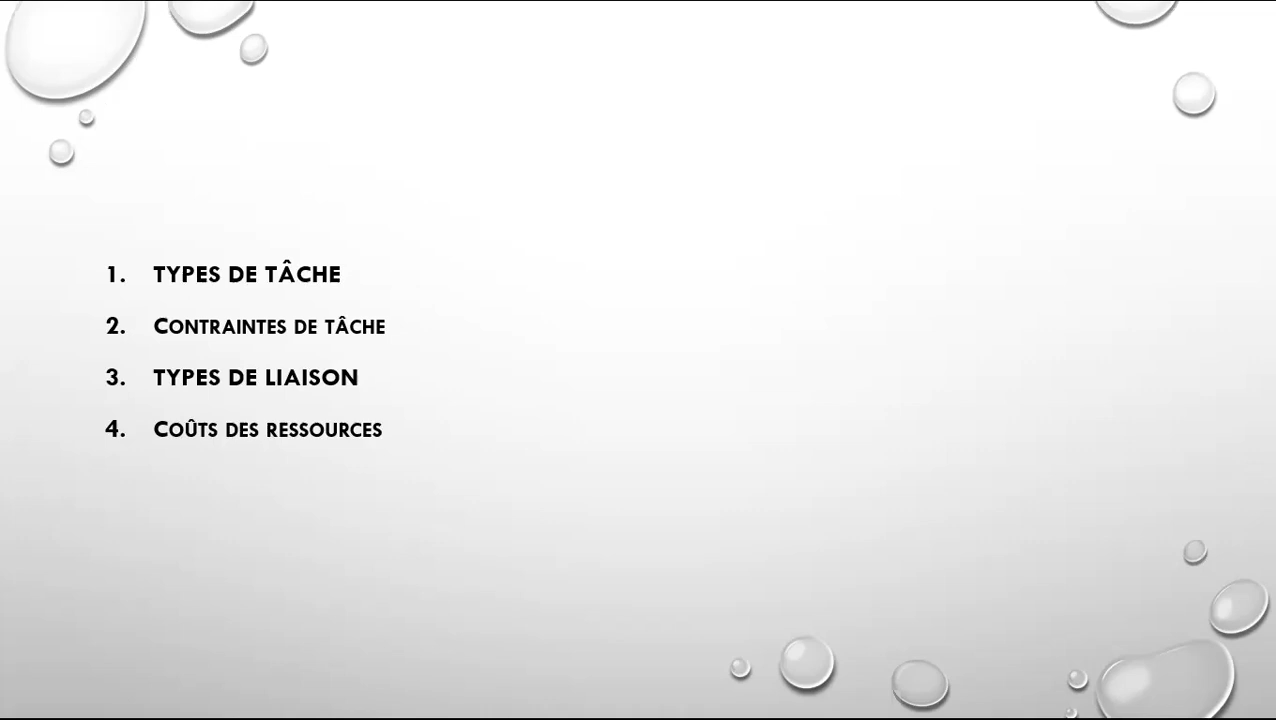 1. TYPES DE TÂCHE
2. CONTRAINTES DE TÂCHE
3. TYPES DE LIAISON
4. COÛTS DES RESSOURCES